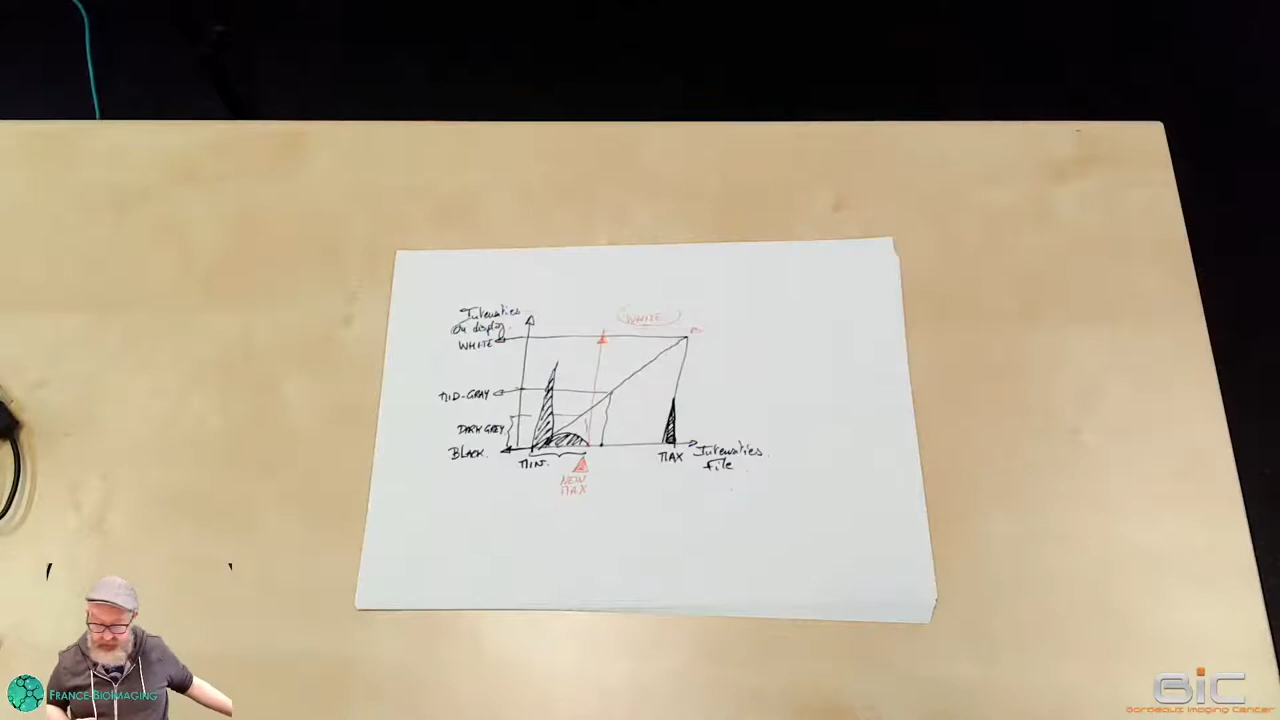 Intensities
on display
WHITE
WHITE
MID-GRAY
DARK GREY
BLACK.
MIN.
NEW
MAX
MAX
Intensities
File
FRANCE-BIOIMAGING
BIC
Bordeaux Imaging Center